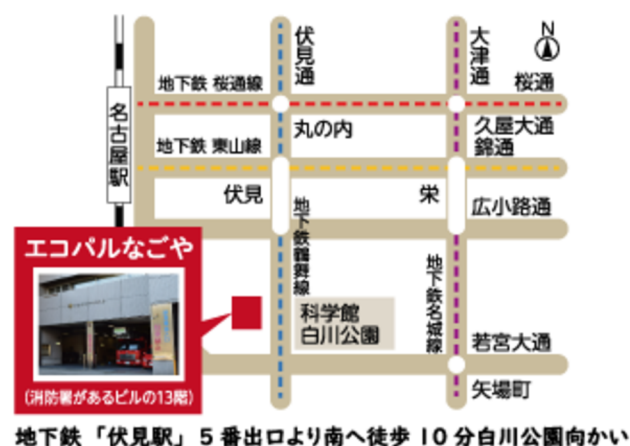 伏見通
大津通
N
地下鉄 桜通線
桜通
名古屋駅
丸の内
久屋大通
地下鉄 東山線
錦通
伏見
栄
広小路通
地下鉄鶴舞線
地下鉄名城線
エコパルなごや
(消防署があるビルの13階)
科学館
白川公園
若宮大通
矢場町
地下鉄「伏見駅」5番出口より南へ徒歩10分白川公園向かい